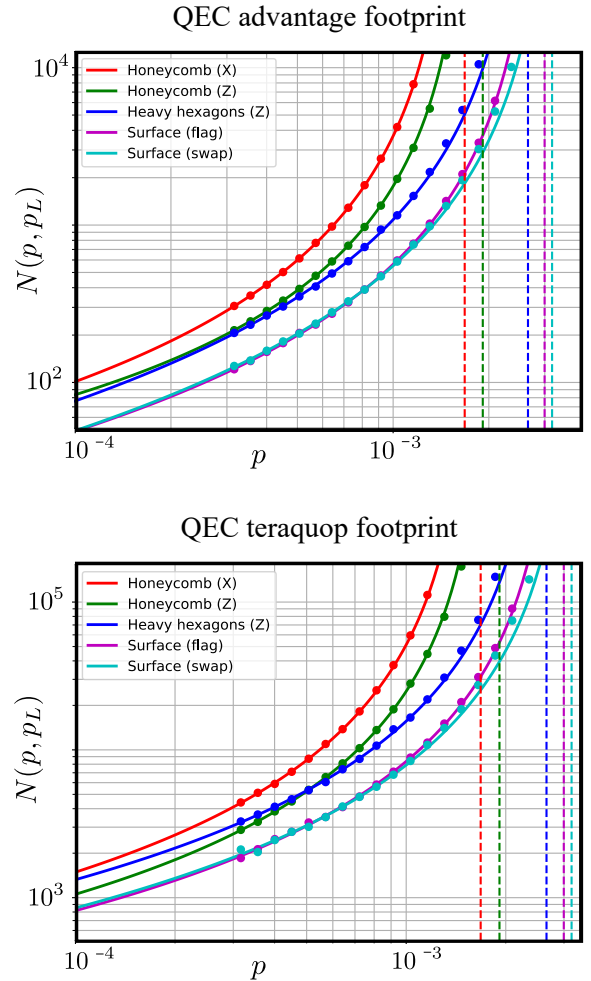 QEC advantage footprint
10^4
Honeycomb (X)
Honeycomb (Z)
Heavy hexagons (Z)
Surface (flag)
Surface (swap)
N(p, p_L)
10^2
10^-4
p
10^-3
QEC teraquop footprint
10^5
Honeycomb (X)
Honeycomb (Z)
Heavy hexagons (Z)
Surface (flag)
Surface (swap)
N(p, p_L)
10^3
10^-4
p
10^-3